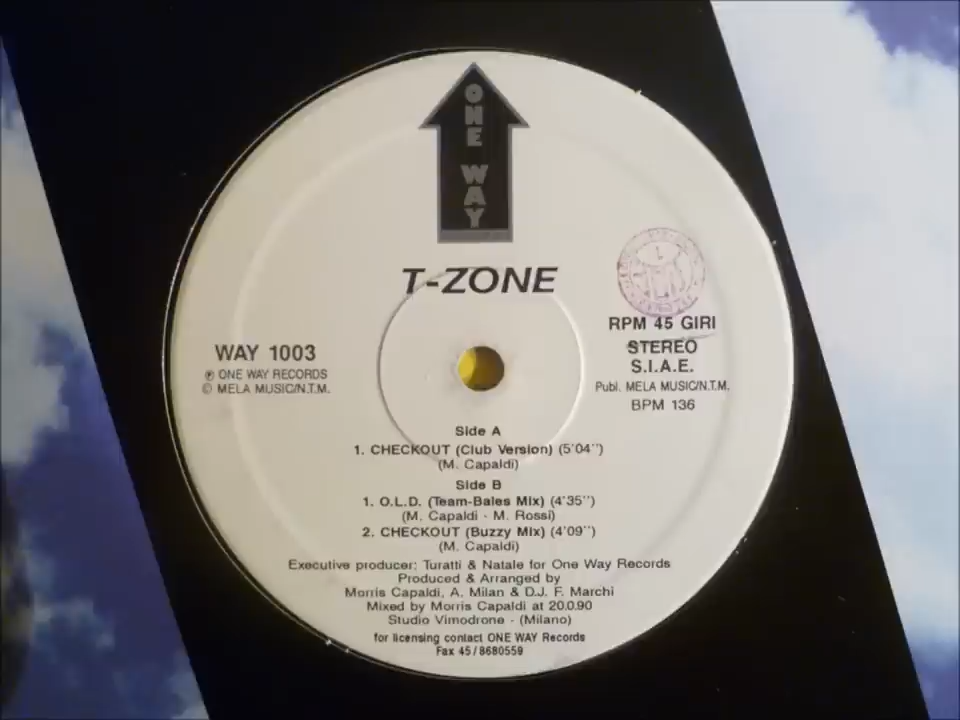 ONE WAY
T-ZONE
RPM 45 GIRI
STEREO
S.I.A.E.
Publ. MELA MUSIC/N.T.M.
BPM 136
WAY 1003
℗ ONE WAY RECORDS
© MELA MUSIC/N.T.M.
Side A
1. CHECKOUT (Club Version) (5'04'')
(M. Capaldi)
Side B
1. O.L.D. (Team-Bales Mix) (4'35'')
(M. Capaldi - M. Rossi)
2. CHECKOUT (Buzzy Mix) (4'09'')
(M. Capaldi)
Executive producer: Turatti & Natale for One Way Records
Produced & Arranged by
Morris Capaldi, A. Milan & D.J. F. Marchi
Mixed by Morris Capaldi at 20.0.90
Studio Vimodrone - (Milano)
for licensing contact ONE WAY Records
Fax 45/8680559